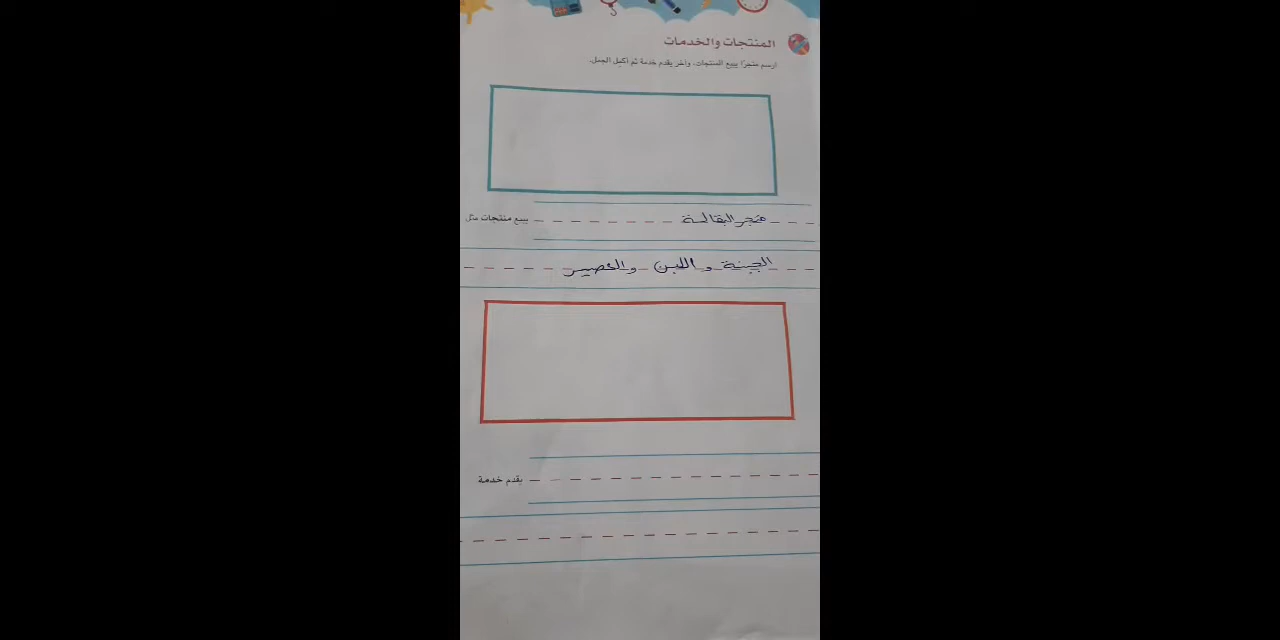 المنتجات والخدمات
ارسم متجرًا يبيع المنتجات، وآخر يقدم خدمة ثم أكمل الجمل.
متجر البقالة يبيع منتجات مثل
الجبنة و اللبن والعصير
يقدم خدمة